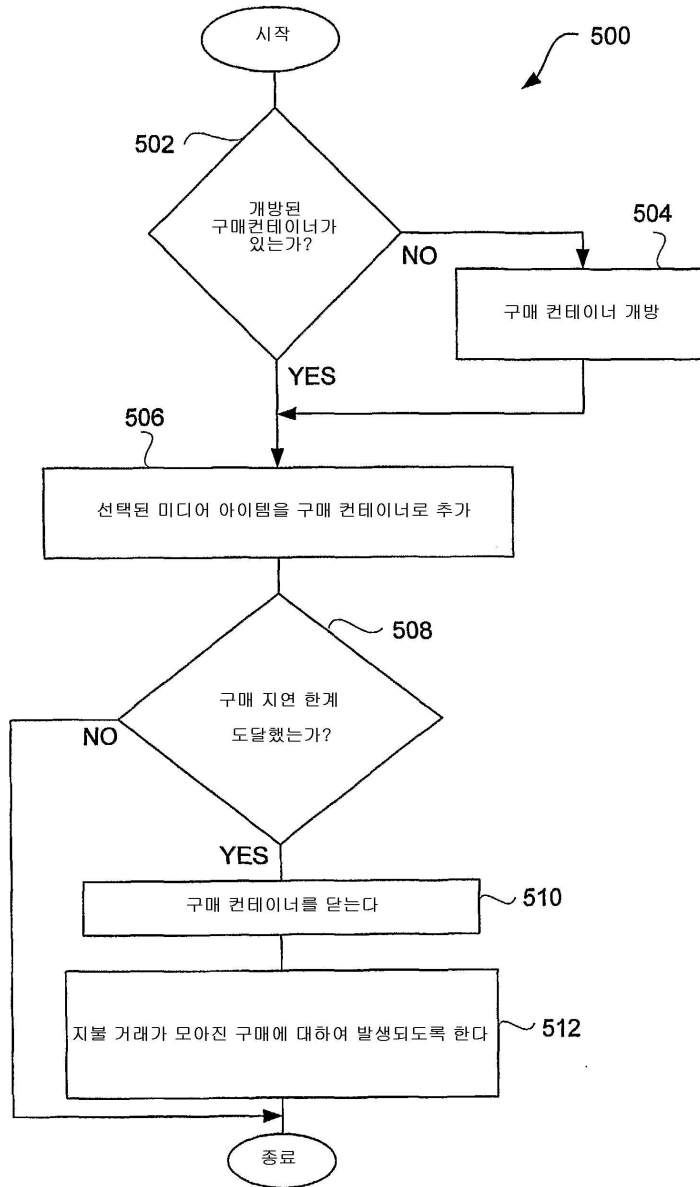 시작
500
502
개방된
구매컨테이너가
있는가?
504
NO
구매 컨테이너 개방
YES
506
선택된 미디어 아이템을 구매 컨테이너로 추가
508
구매 지연 한계
도달했는가?
NO
YES
구매 컨테이너를 닫는다
510
지불 거래가 모아진 구매에 대하여 발생되도록 한다
512
종료